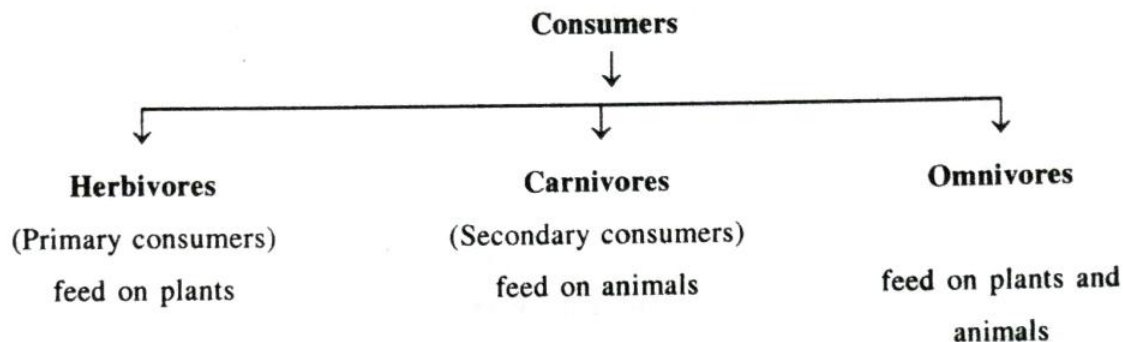 Consumers
Herbivores
(Primary consumers)
feed on plants
Carnivores
(Secondary consumers)
feed on animals
Omnivores
feed on plants and
animals